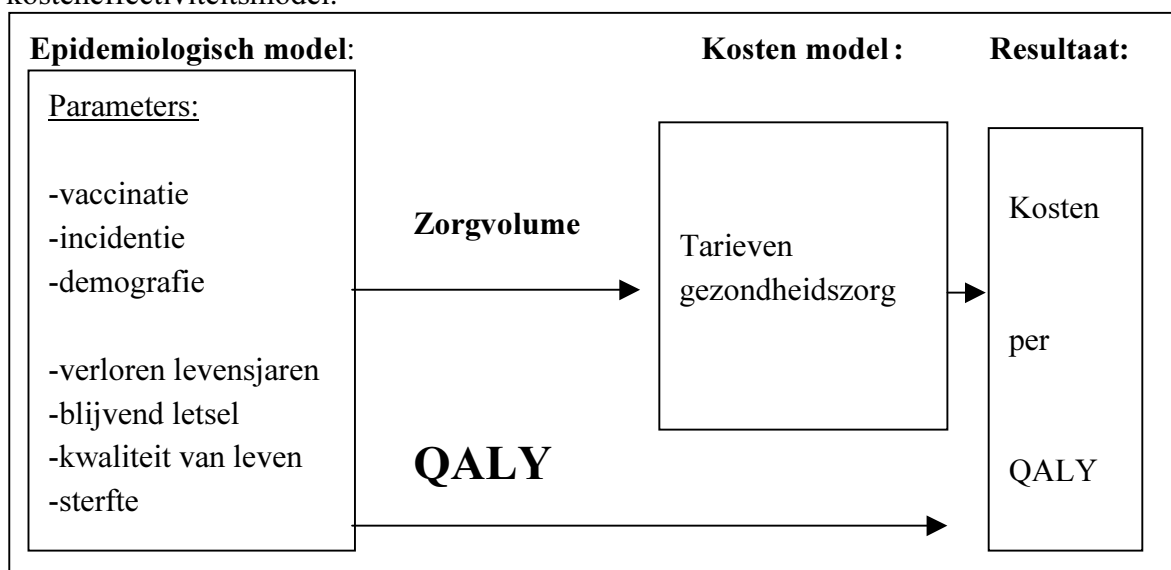 kosteneffectiviteitsmodel.
Epidemiologisch model:
Kosten model :
Resultaat:
Parameters:
-vaccinatie
-incidentie
-demografie
-verloren levensjaren
-blijvend letsel
-kwaliteit van leven
-sterfte
Zorgvolume
QALY
Tarieven
gezondheidszorg
Kosten
per
QALY